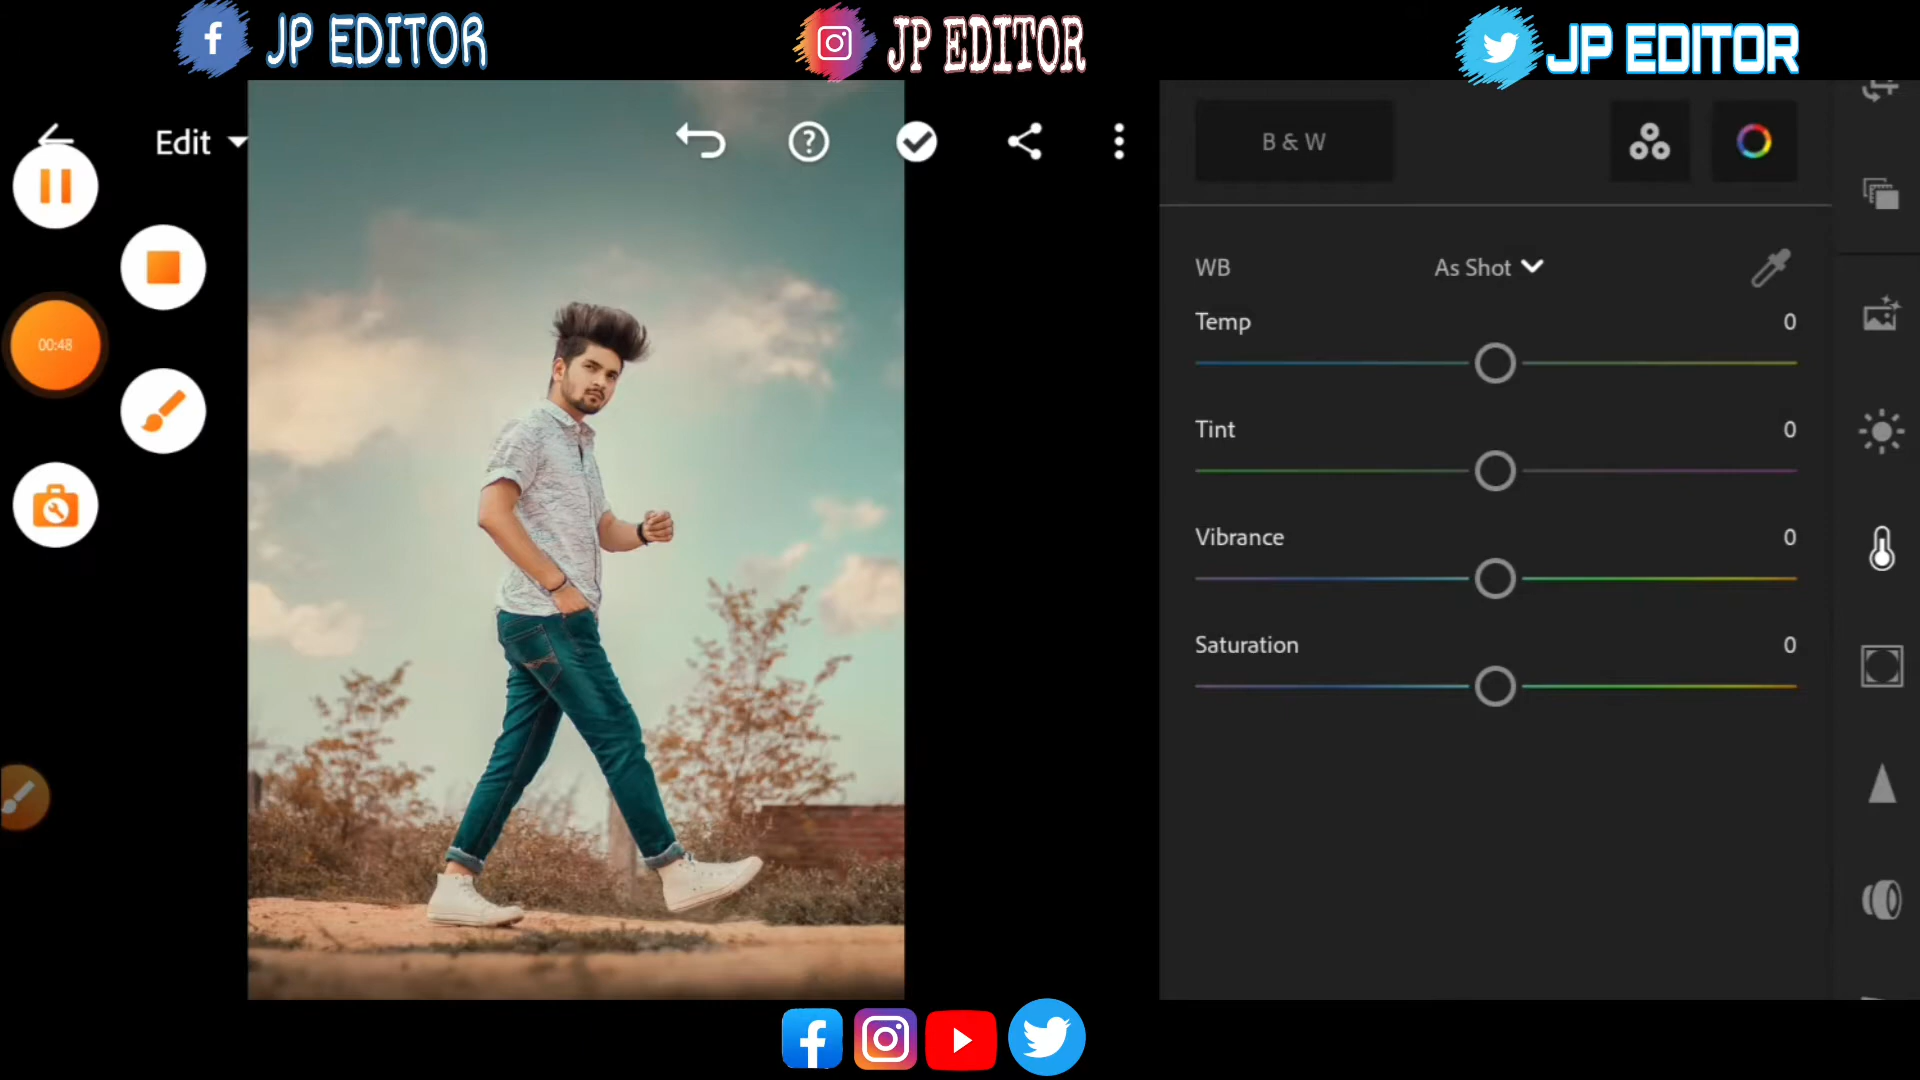 JP EDITOR
JP EDITOR
JP EDITOR
Edit
B & W
WB
As Shot
Temp
0
00:48
Tint
0
Vibrance
0
Saturation
0